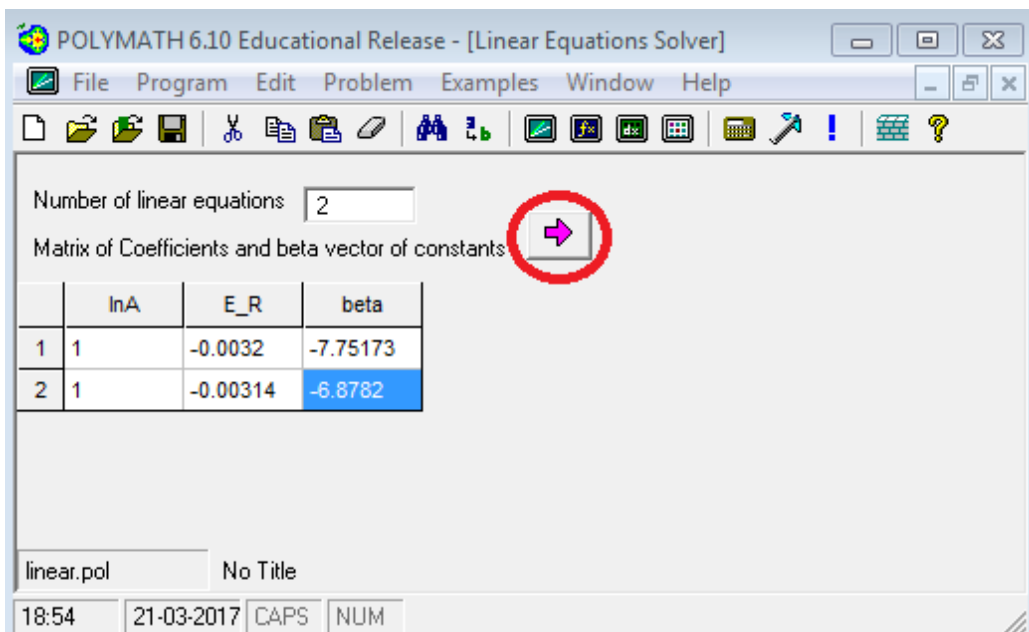 POLYMATH 6.10 Educational Release - [Linear Equations Solver]
File Program Edit Problem Examples Window Help
Number of linear equations 2
Matrix of Coefficients and beta vector of constants
lnA E_R beta
1 1 -0.0032 -7.75173
2 1 -0.00314 -6.8782
linear.pol No Title
18:54 21-03-2017 CAPS NUM